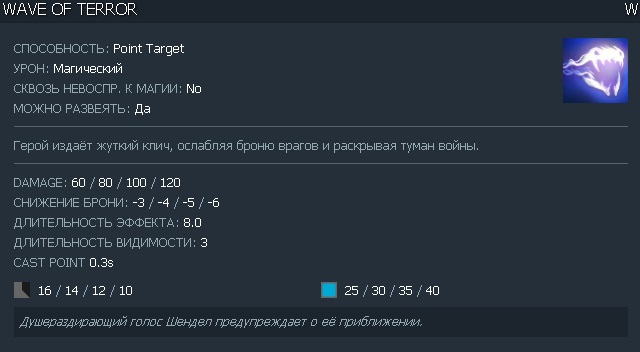 WAVE OF TERROR W
СПОСОБНОСТЬ: Point Target
УРОН: Магический
СКВОЗЬ НЕВОСПР. К МАГИИ: No
МОЖНО РАЗВЕЯТЬ: Да
Герой издаёт жуткий клич, ослабляя броню врагов и раскрывая туман войны.
DAMAGE: 60 / 80 / 100 / 120
СНИЖЕНИЕ БРОНИ: -3 / -4 / -5 / -6
ДЛИТЕЛЬНОСТЬ ЭФФЕКТА: 8.0
ДЛИТЕЛЬНОСТЬ ВИДИМОСТИ: 3
CAST POINT 0.3s
16 / 14 / 12 / 10 25 / 30 / 35 / 40
Душераздирающий голос Шендел предупреждает о её приближении.